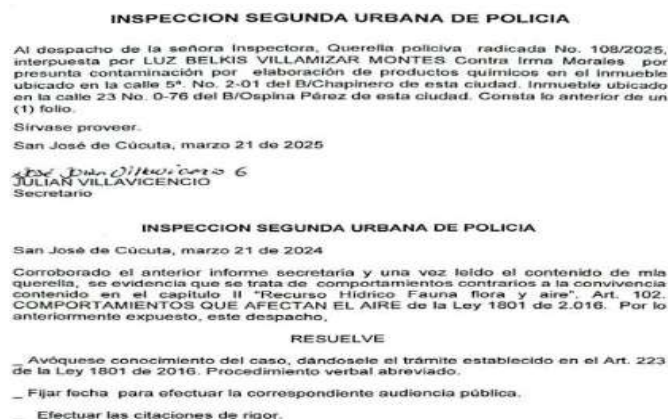 INSPECCION SEGUNDA URBANA DE POLICIA
Al despacho de la señora Inspectora, Querella policiva radicada No. 108/2025,
interpuesta por LUZ BELKIS VILLAMIZAR MONTES Contra Irma Morales por
presunta contaminación por elaboración de productos químicos en el inmueble
ubicado en la calle 5ª. No. 2-01 del B/Chapinero de esta ciudad. Inmueble ubicado
en la calle 23 No. 0-76 del B/Ospina Pérez de esta ciudad. Consta lo anterior de un
(1) folio.
Sírvase proveer.
San José de Cúcuta, marzo 21 de 2025
JULIAN VILLAVICENCIO
Secretario
INSPECCION SEGUNDA URBANA DE POLICIA
San José de Cúcuta, marzo 21 de 2024
Corroborado el anterior informe secretaria y una vez leído el contenido de mla
querella, se evidencia que se trata de comportamientos contrarios a la convivencia
contenido en el capitulo II "Recurso Hídrico Fauna flora y aire". Art. 102.
COMPORTAMIENTOS QUE AFECTAN EL AIRE de la Ley 1801 de 2.016. Por lo
anteriormente expuesto, este despacho,
RESUELVE
_ Avóquese conocimiento del caso, dándosele el trámite establecido en el Art. 223
de la Ley 1801 de 2016. Procedimiento verbal abreviado.
_ Fijar fecha para efectuar la correspondiente audiencia pública.
_ Efectuar las citaciones de rigor.